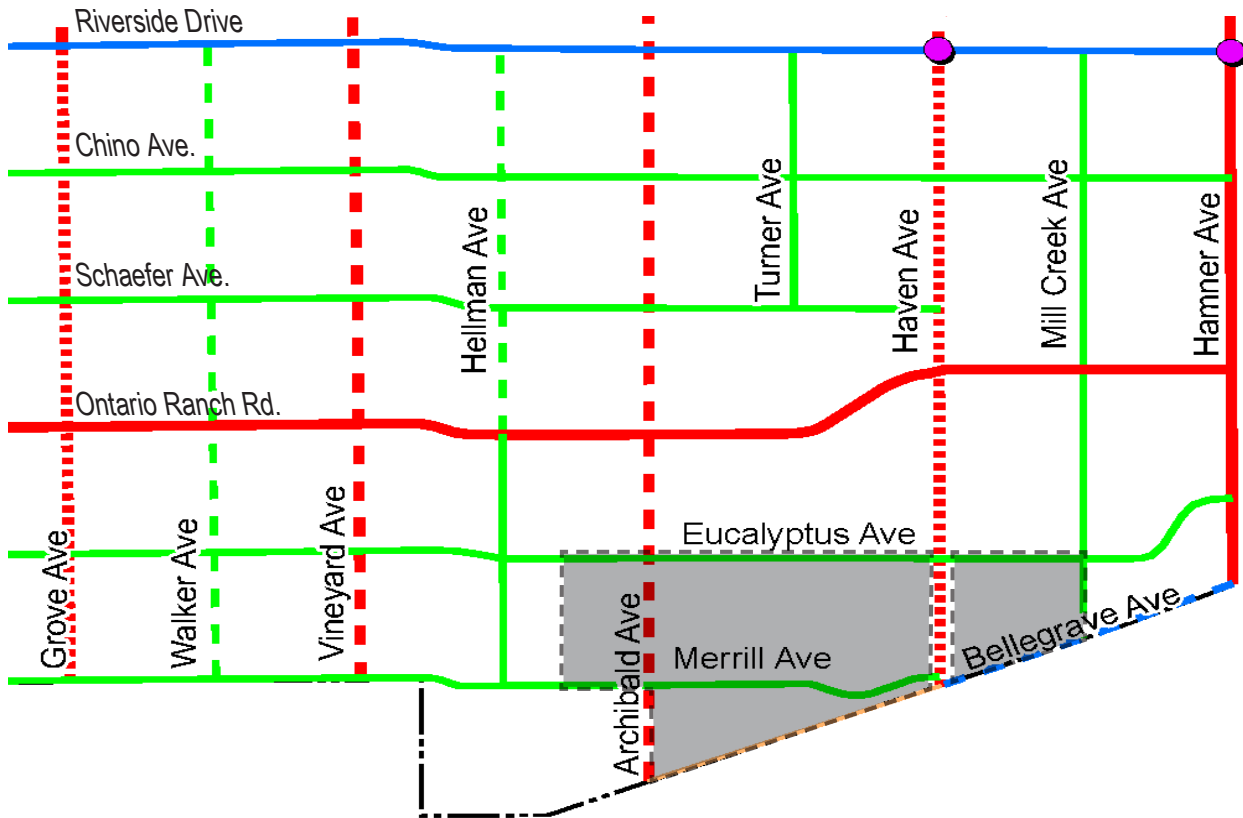 Riverside Drive
Chino Ave.
Schaefer Ave.
Ontario Ranch Rd.
Grove Ave
Walker Ave
Vineyard Ave
Hellman Ave
Archibald Ave
Turner Ave
Haven Ave
Mill Creek Ave
Hamner Ave
Eucalyptus Ave
Merrill Ave
Bellegrave Ave